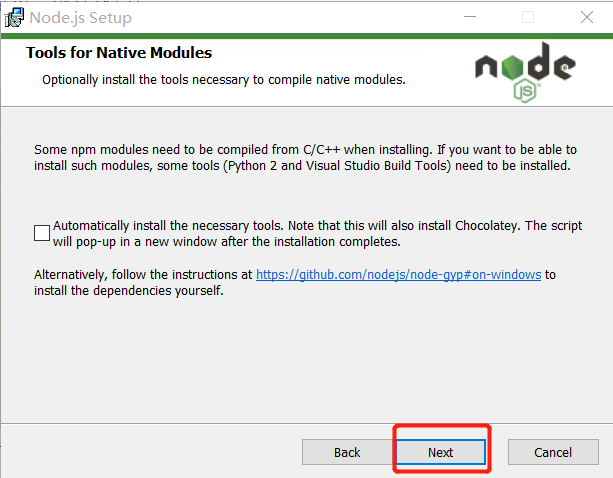 Node.js Setup
Tools for Native Modules
Optionally install the tools necessary to compile native modules.
node
JS
Some npm modules need to be compiled from C/C++ when installing. If you want to be able to
install such modules, some tools (Python 2 and Visual Studio Build Tools) need to be installed.
Automatically install the necessary tools. Note that this will also install Chocolatey. The script
will pop-up in a new window after the installation completes.
Alternatively, follow the instructions at https://github.com/nodejs/node-gyp#on-windows to
install the dependencies yourself.
Back
Next
Cancel